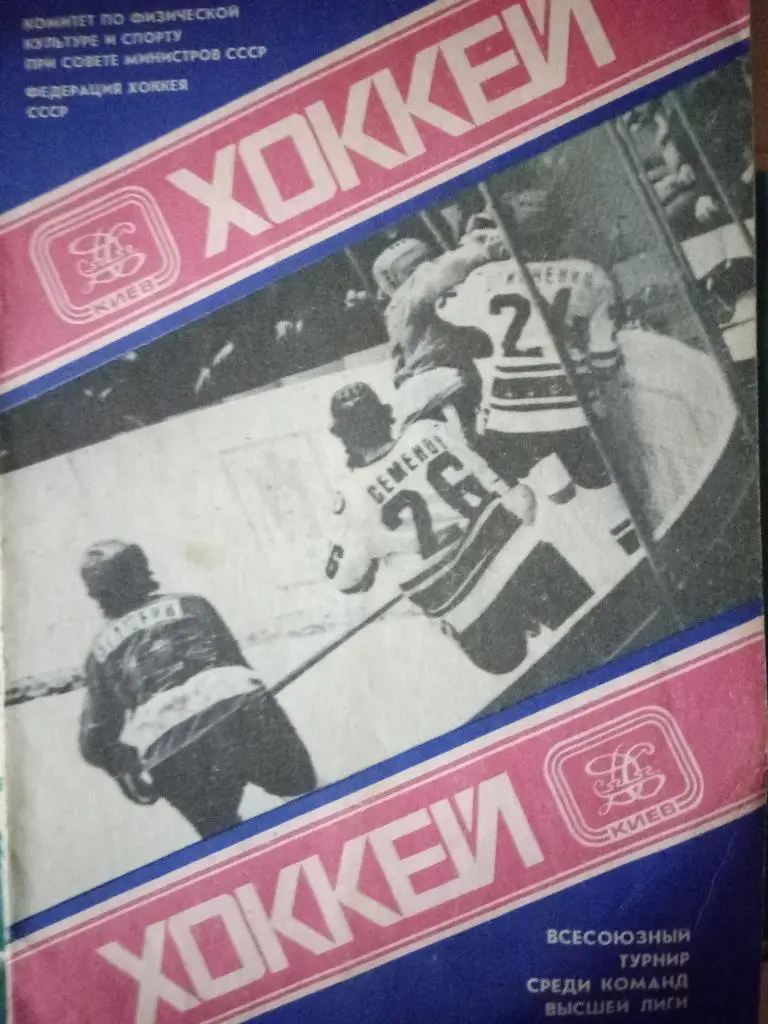 КОМИТЕТ ПО ФИЗИЧЕСКОЙ
КУЛЬТУРЕ И СПОРТУ
ПРИ СОВЕТЕ МИНИСТРОВ СССР
ФЕДЕРАЦИЯ ХОККЕЯ
СССР
ХОККЕЙ
КИЕВ
24
СЕМЕНОВ
26
ХОККЕЙ
КИЕВ
ВСЕСОЮЗНЫЙ
ТУРНИР
СРЕДИ КОМАНД
ВЫСШЕЙ ЛИГИ